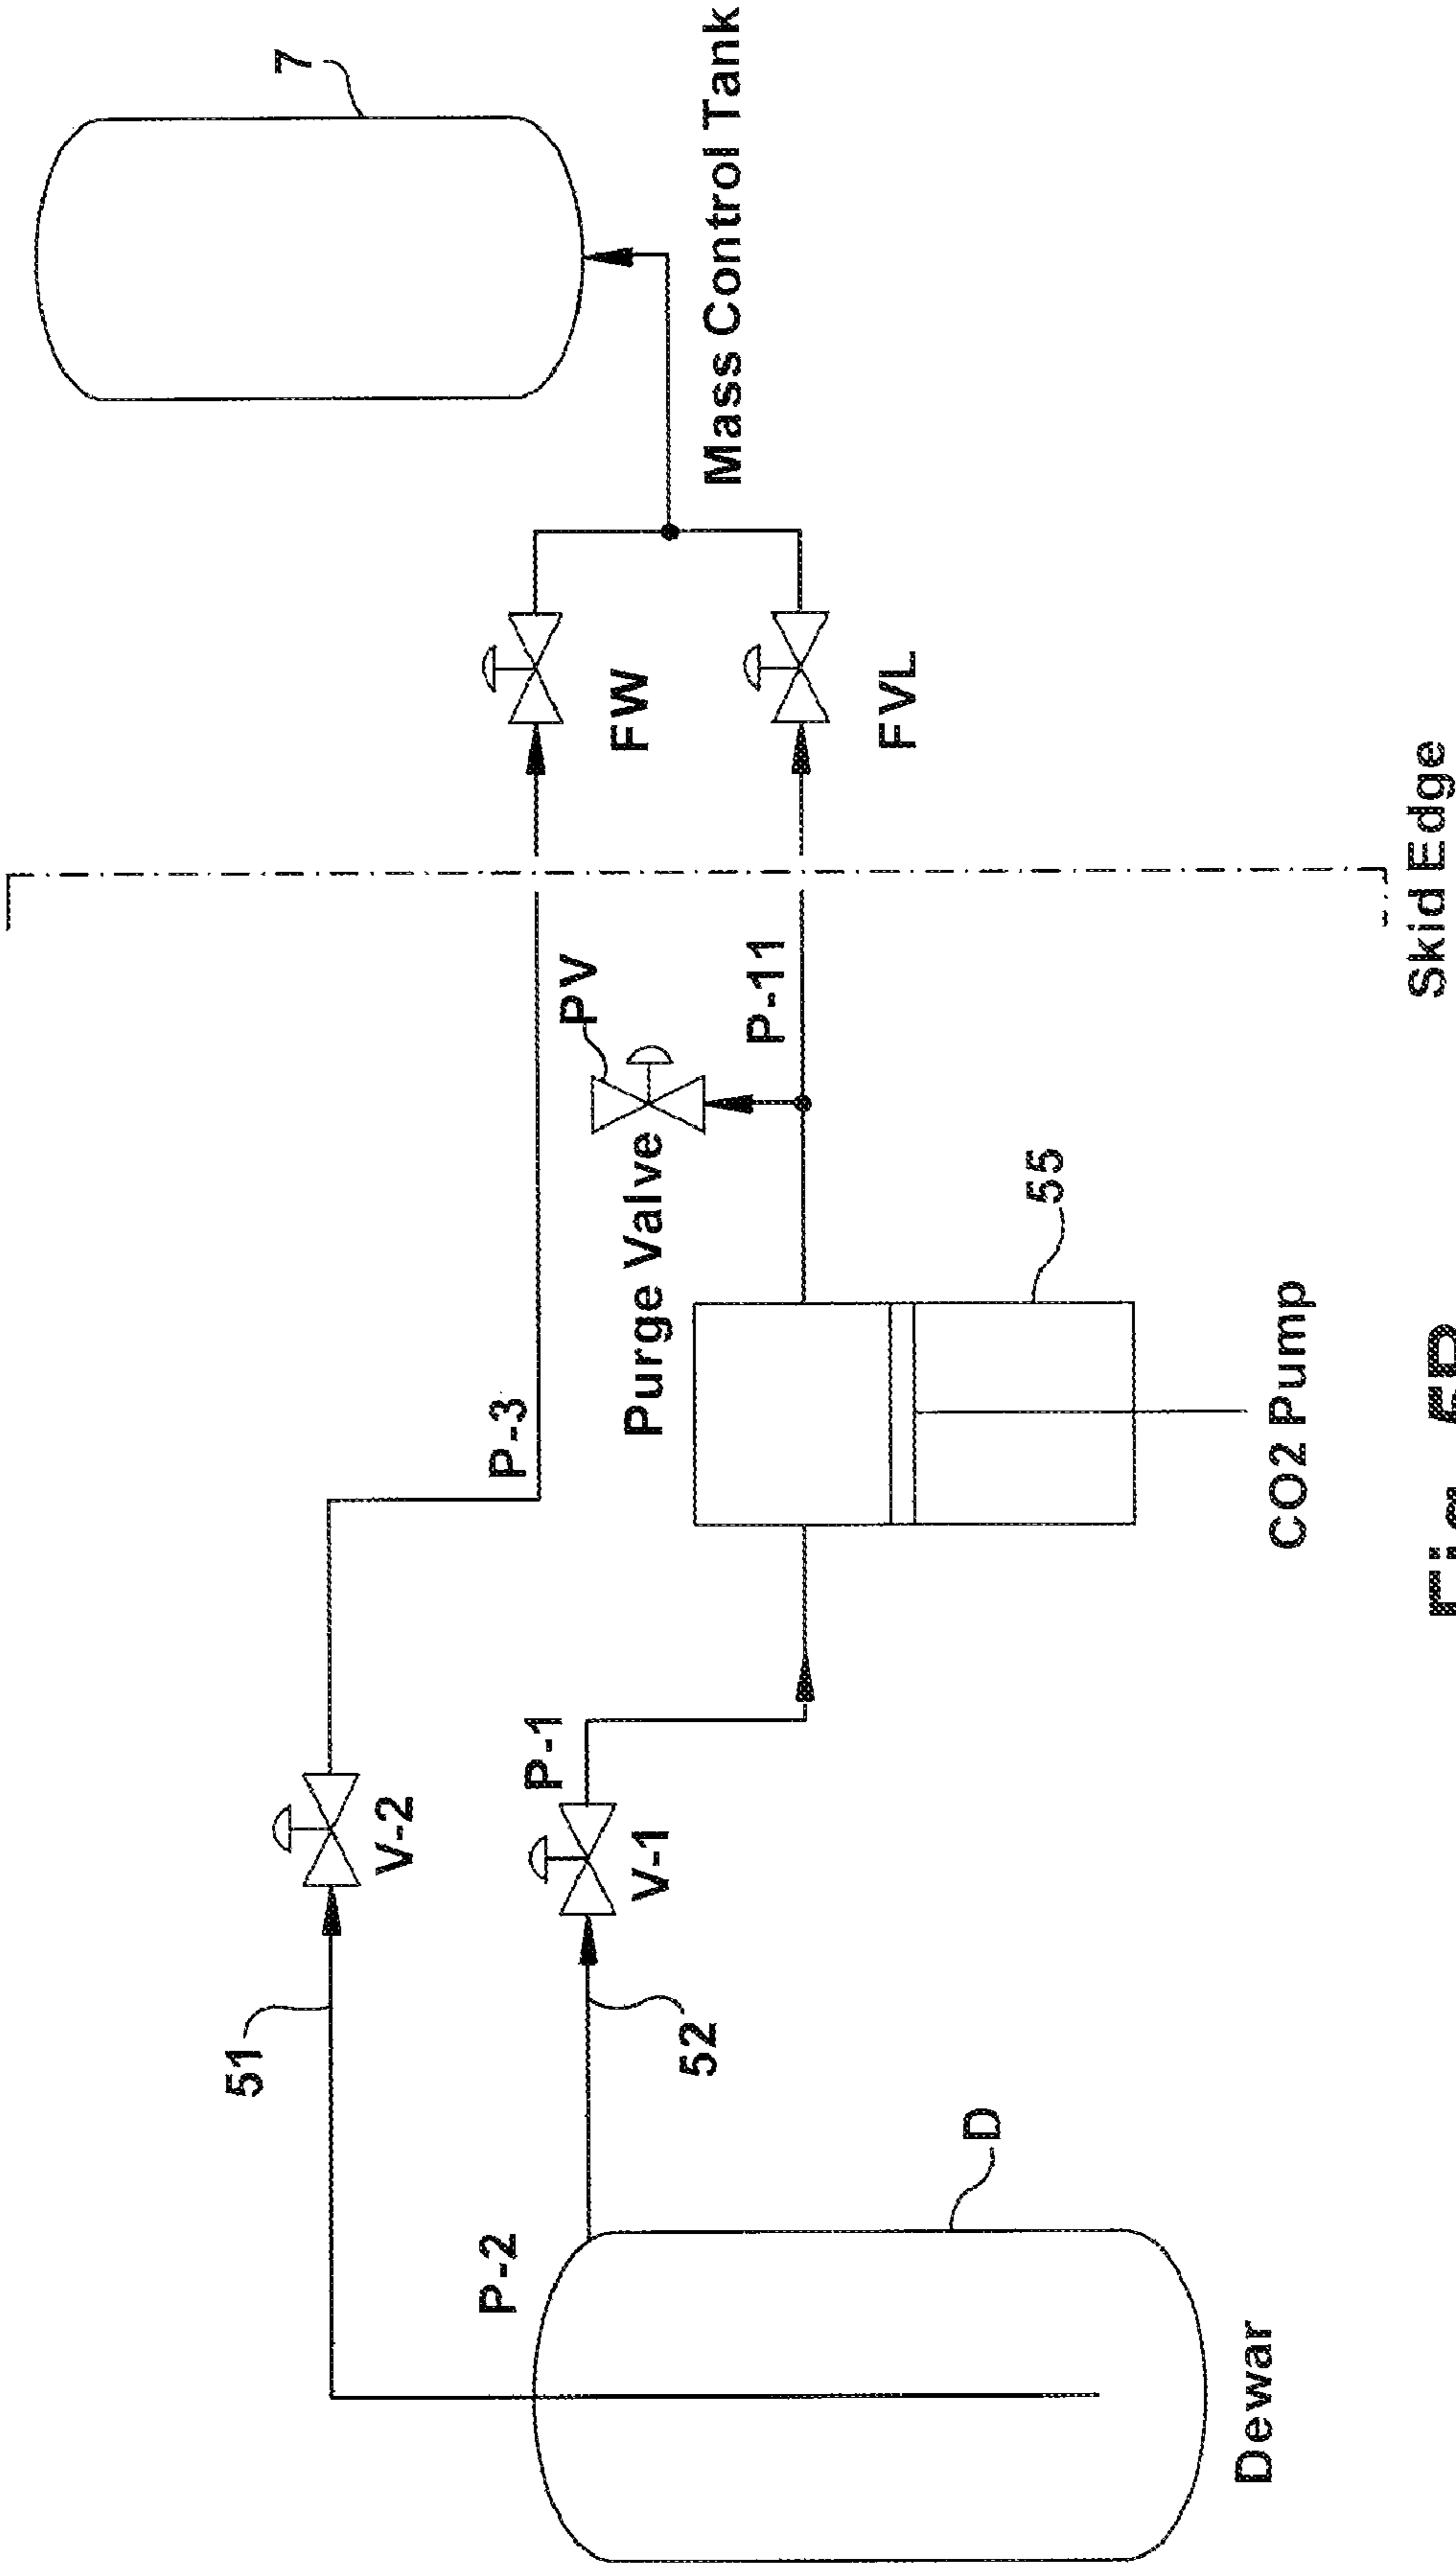 7
Mass Control Tank
FW
FVL
Skid Edge
PV
P-11
Purge Valve
55
CO2 Pump
P-3
P-1
V-2
V-1
51
52
P-2
D
Dewar